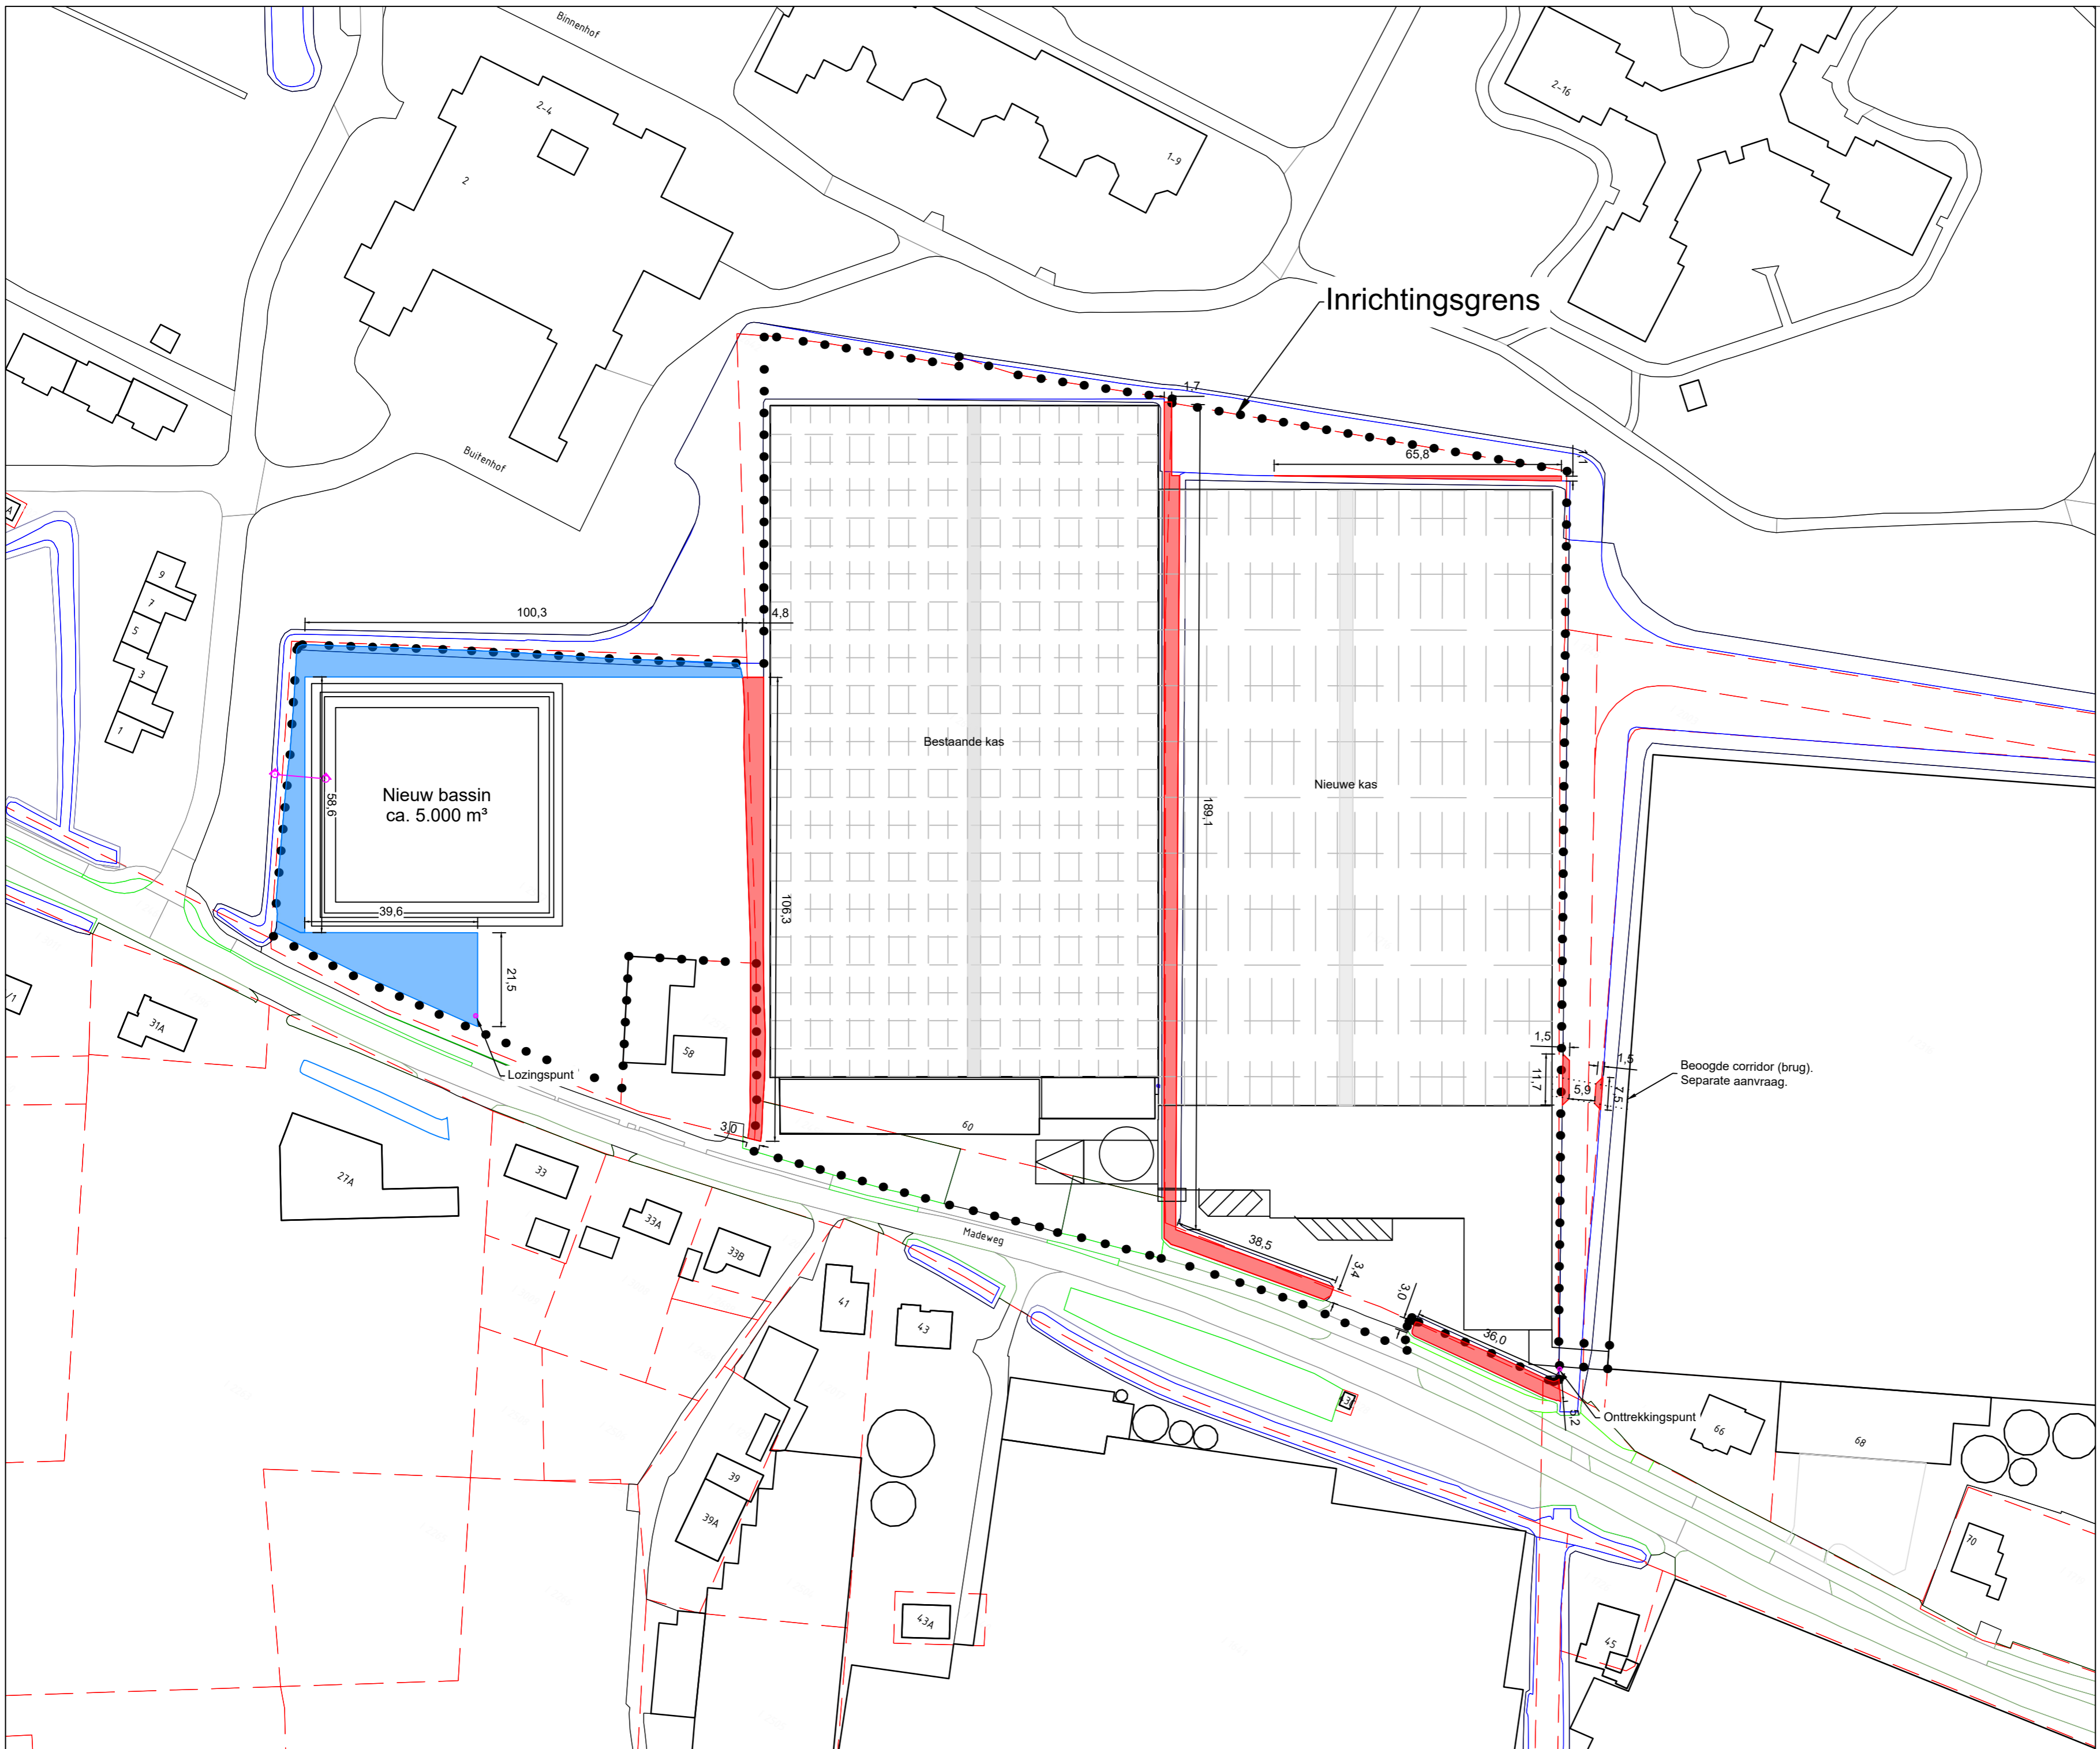 Binnenhof
2-4
2
1-9
2-16
Inrichtingsgrens
1,7
65,8
Buitenhof
A
9
7
5
3
1
100,3
4,8
Bestaande kas
Nieuwe kas
Nieuw bassin
ca. 5.000 m³
58,6
189,1
106,3
39,6
21,5
/1
31A
58
Lozingspunt
1,5
11,7
5,9
1,5
7,5
Beoogde corridor (brug).
Separate aanvraag.
3,0
60
27A
33
33A
33B
Madeweg
38,5
3,4
3,0
36,0
41
43
5,2
Onttrekkingspunt
66
68
39
39A
70
43A
45